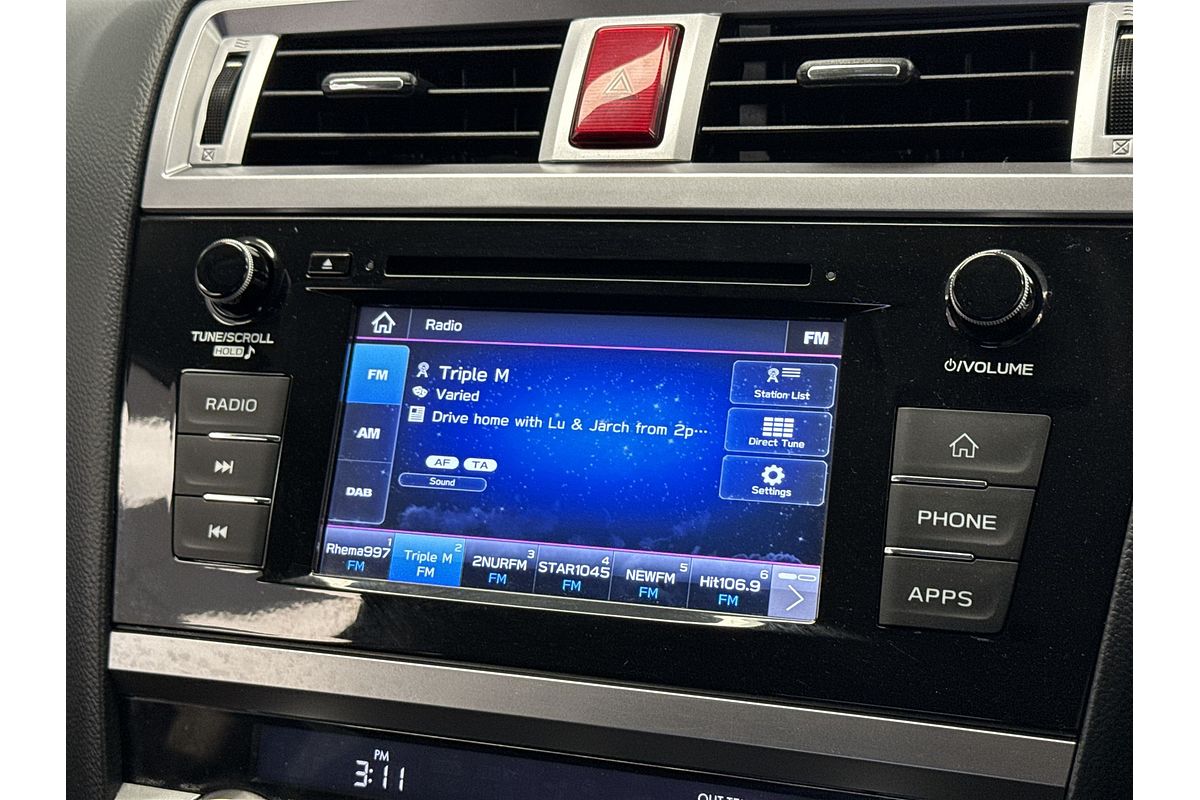 TUNE/SCROLL
HOLD
RADIO
⏻/VOLUME
PHONE
APPS
Radio
FM
FM
AM
DAB
Triple M
Varied
Drive home with Lu & Jarch from 2p...
AF TA
Sound
Station List
Direct Tune
Settings
1
Rhema997
FM
2
Triple M
FM
3
2NURFM
FM
4
STAR1045
FM
5
NEWFM
FM
6
Hit106.9
FM
PM
3:11
OUT